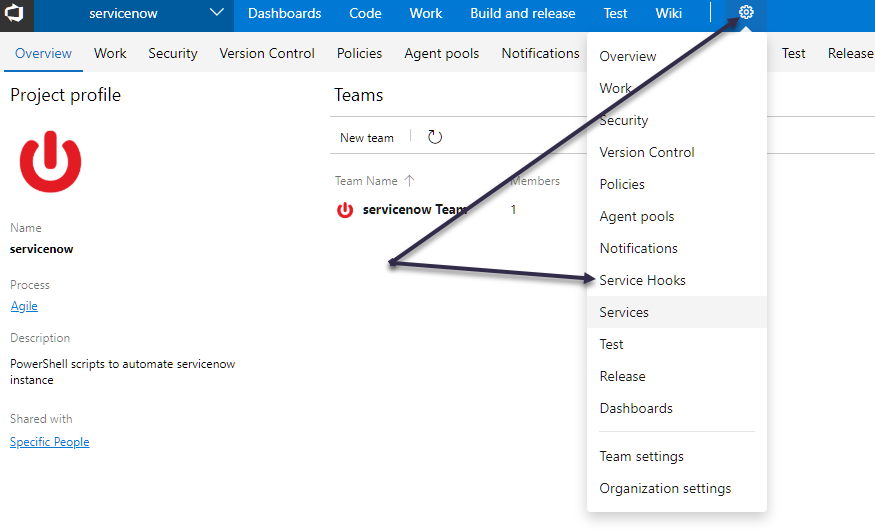 servicenow
Dashboards Code Work Build and release Test Wiki
Overview Work Security Version Control Policies Agent pools Notifications Test Release
Project profile
Name
servicenow
Process
Agile
Description
PowerShell scripts to automate servicenow
instance
Shared with
Specific People
Teams
New team
Team Name Members
servicenow Team 1
Overview
Work
Security
Version Control
Policies
Agent pools
Notifications
Service Hooks
Services
Test
Release
Dashboards
Team settings
Organization settings